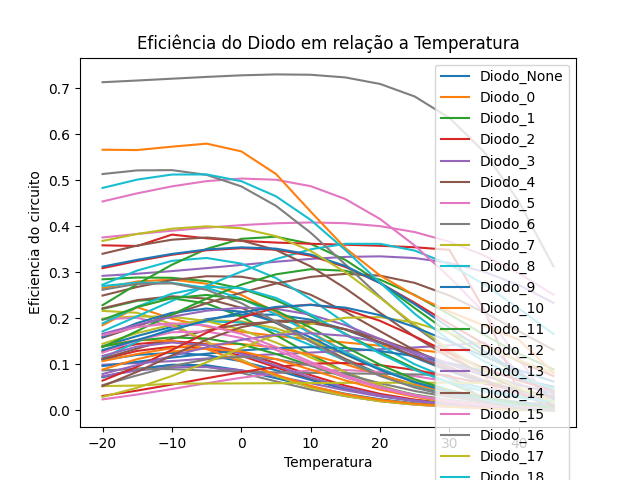 Eficiência do Diodo em relação a Temperatura
Eficiencia do circuito
0.7
0.6
0.5
0.4
0.3
0.2
0.1
0.0
−20
−10
0
10
20
30
40
Temperatura
Diodo_None
Diodo_0
Diodo_1
Diodo_2
Diodo_3
Diodo_4
Diodo_5
Diodo_6
Diodo_7
Diodo_8
Diodo_9
Diodo_10
Diodo_11
Diodo_12
Diodo_13
Diodo_14
Diodo_15
Diodo_16
Diodo_17
Diodo_18